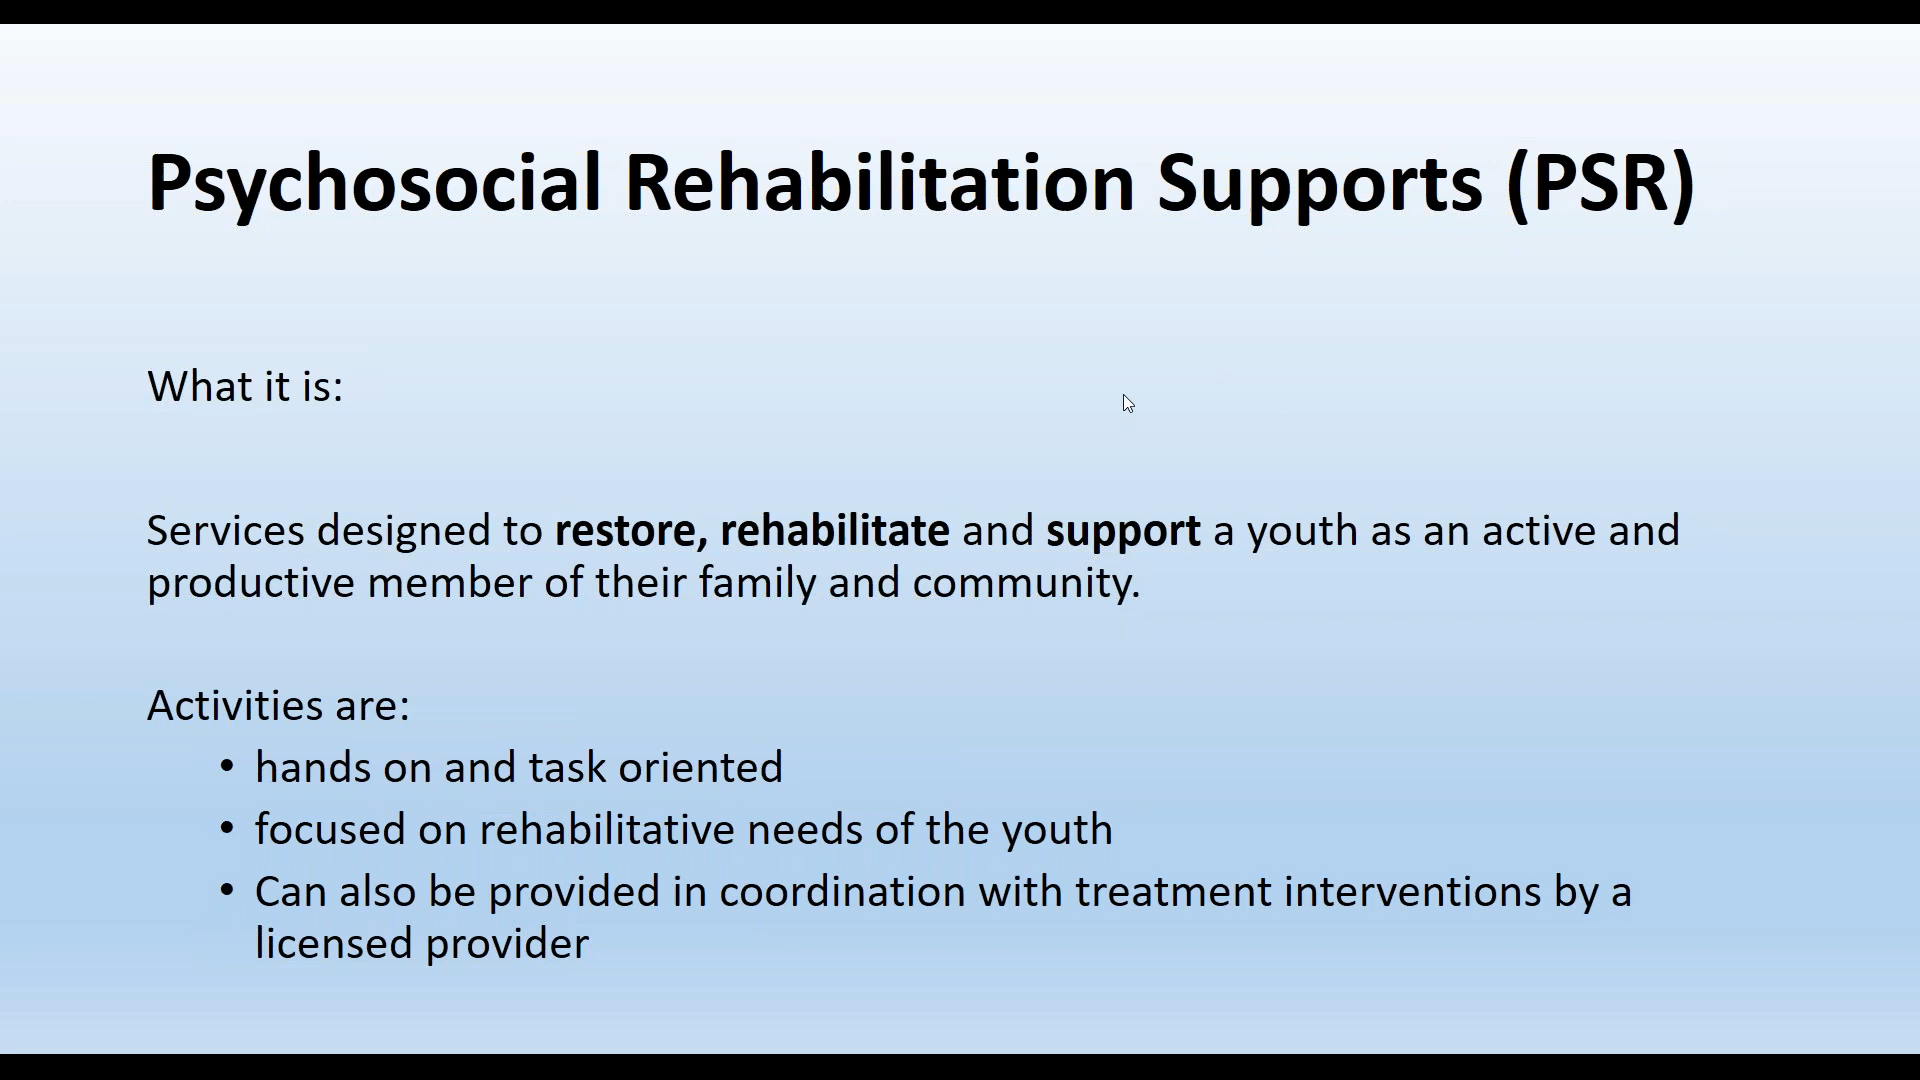 Psychosocial Rehabilitation Supports (PSR)
What it is:
Services designed to restore, rehabilitate and support a youth as an active and
productive member of their family and community.
Activities are:
• hands on and task oriented
• focused on rehabilitative needs of the youth
• Can also be provided in coordination with treatment interventions by a
licensed provider